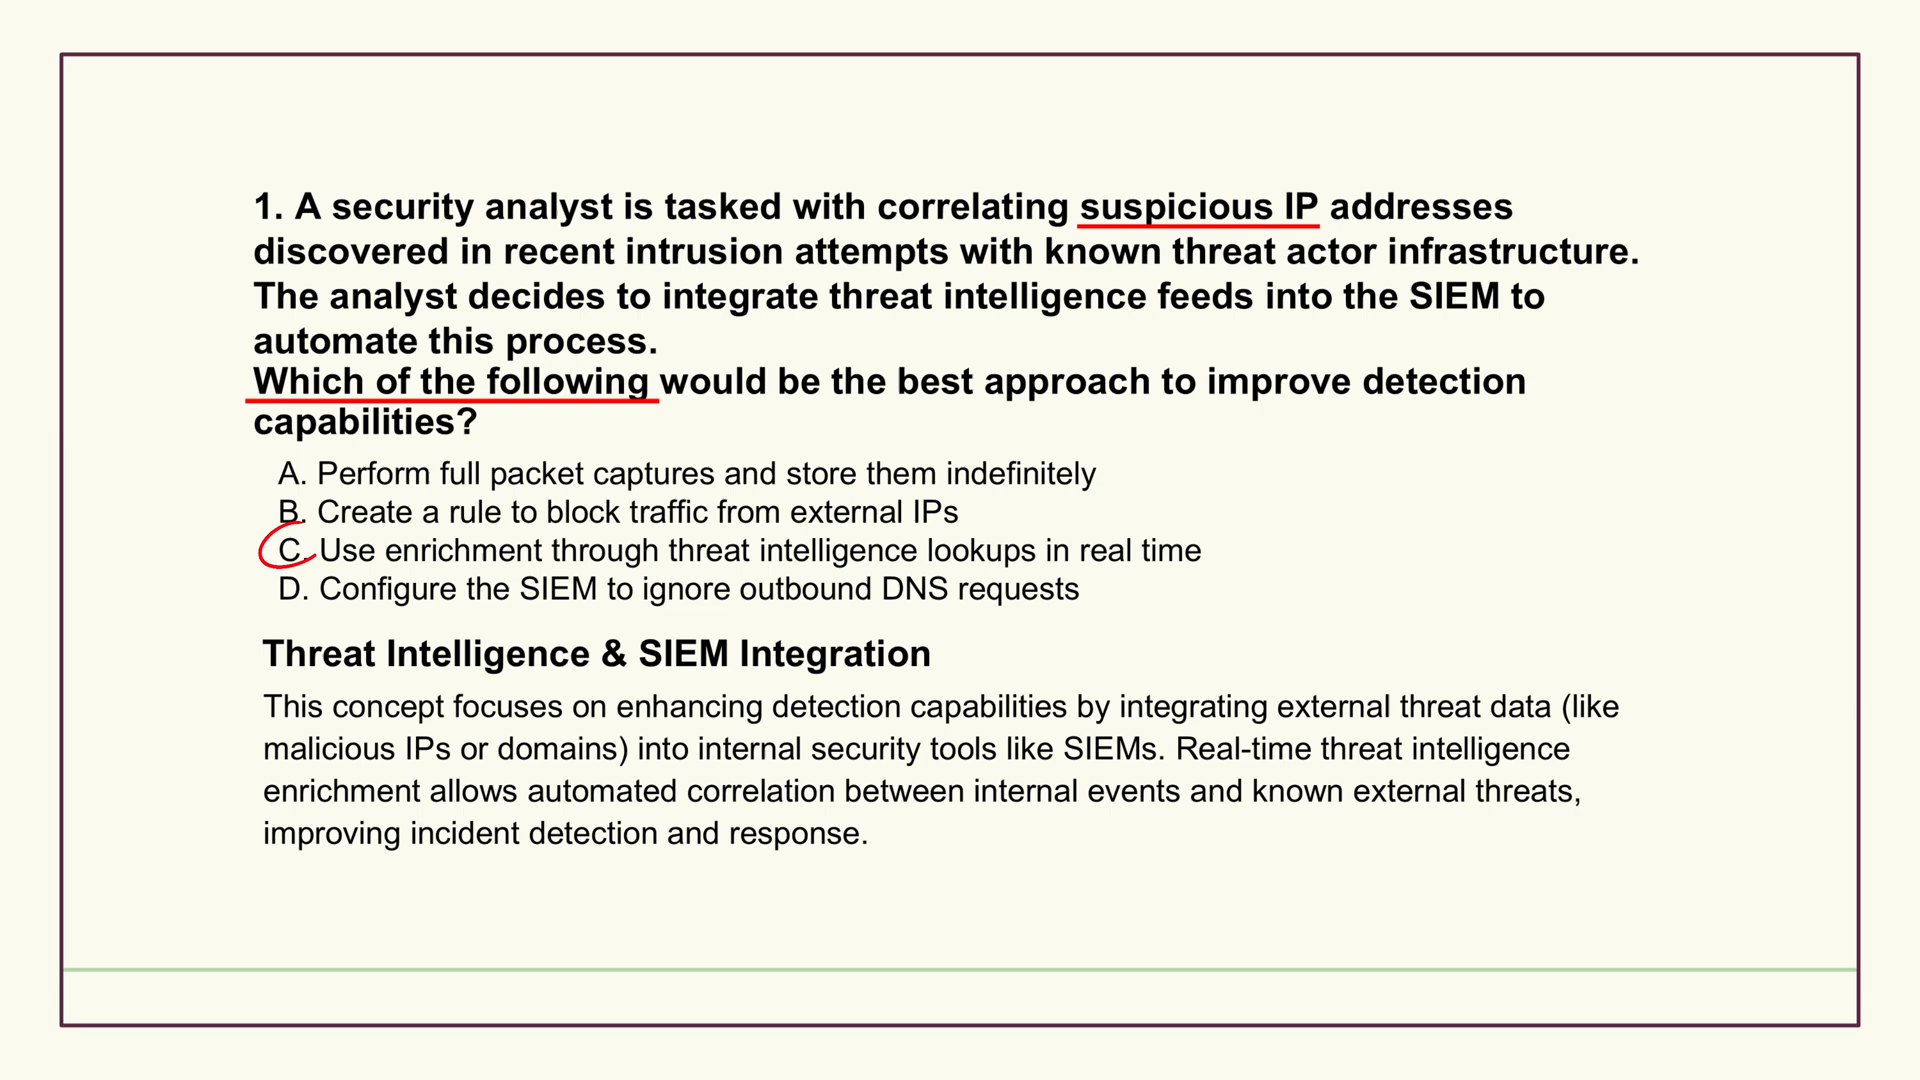 1. A security analyst is tasked with correlating suspicious IP addresses
discovered in recent intrusion attempts with known threat actor infrastructure.
The analyst decides to integrate threat intelligence feeds into the SIEM to
automate this process.
Which of the following would be the best approach to improve detection
capabilities?
A. Perform full packet captures and store them indefinitely
B. Create a rule to block traffic from external IPs
C. Use enrichment through threat intelligence lookups in real time
D. Configure the SIEM to ignore outbound DNS requests
Threat Intelligence & SIEM Integration
This concept focuses on enhancing detection capabilities by integrating external threat data (like
malicious IPs or domains) into internal security tools like SIEMs. Real-time threat intelligence
enrichment allows automated correlation between internal events and known external threats,
improving incident detection and response.